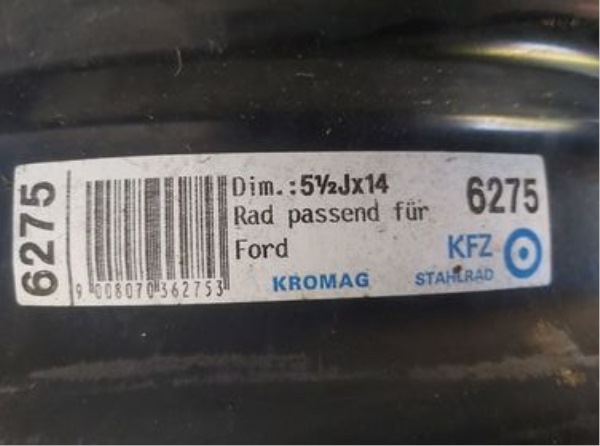 6275
9 008070 362753
Dim.:5½Jx14
Rad passend für
Ford
KROMAG
6275
KFZ
STAHLRAD